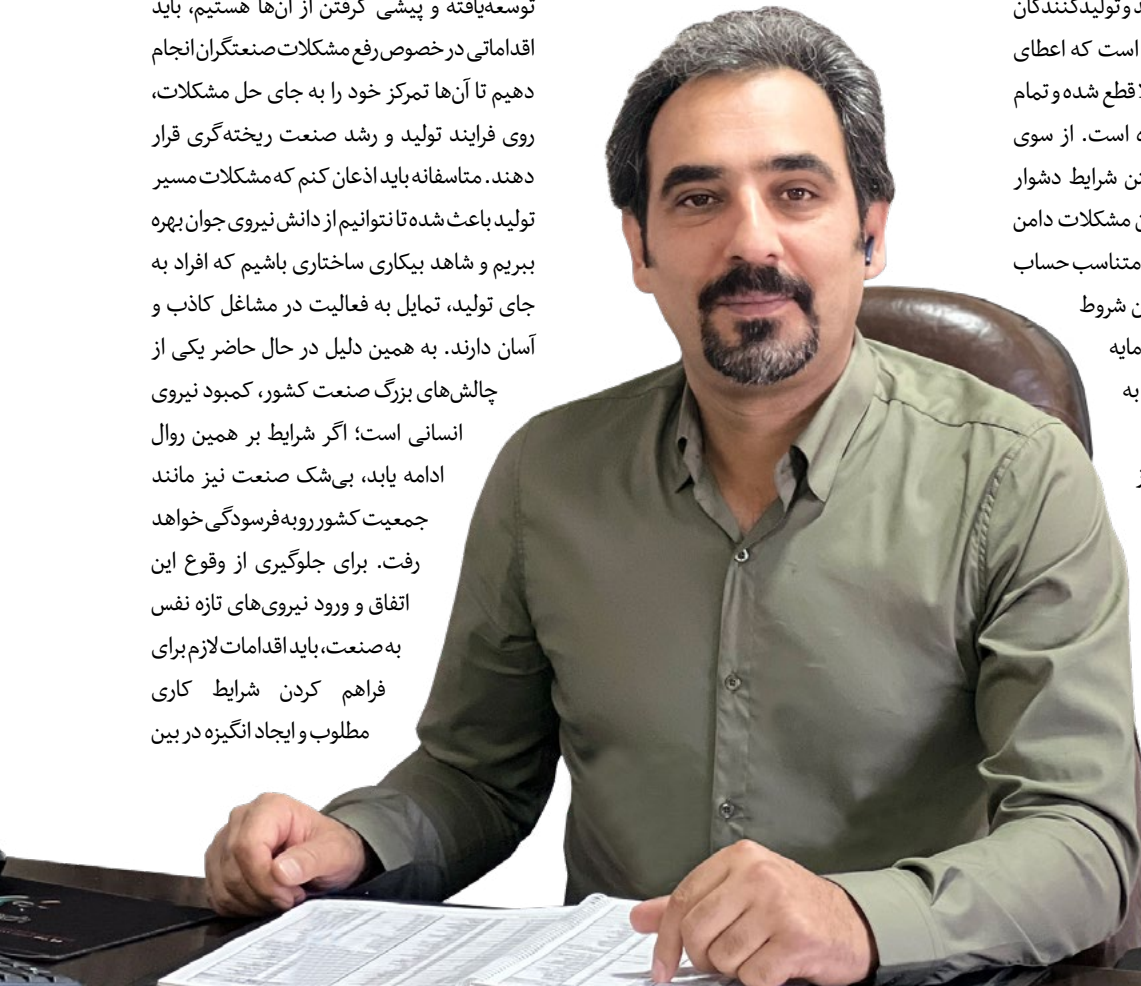 د و تولیدکنندگان
است که اعطای
قطع شده و تمام
است. از سوی
شرایط دشوار
مشکلات دامن
متناسب حساب
شروط
به
توسعه‌یافته و پیشی گرفتن از آن‌ها هستیم، باید
اقداماتی در خصوص رفع مشکلات صنعتگران انجام
دهیم تا آن‌ها تمرکز خود را به جای حل مشکلات،
روی فرایند تولید و رشد صنعت ریخته‌گری قرار
دهند. متاسفانه باید اذعان کنم که مشکلات مسیر
تولید باعث شده تا نتوانیم از دانش نیروی جوان بهره
ببریم و شاهد بیکاری ساختاری باشیم که افراد به
جای تولید، تمایل به فعالیت در مشاغل کاذب و
آسان دارند. به همین دلیل در حال حاضر یکی از
چالش‌های بزرگ صنعت کشور، کمبود نیروی
انسانی است؛ اگر شرایط بر همین روال
ادامه یابد، بی‌شک صنعت نیز مانند
جمعیت کشور رو به فرسودگی خواهد
رفت. برای جلوگیری از وقوع این
اتفاق و ورود نیروی‌های تازه نفس
به صنعت، باید اقدامات لازم برای
فراهم کردن شرایط کاری
مطلوب و ایجاد انگیزه در بین